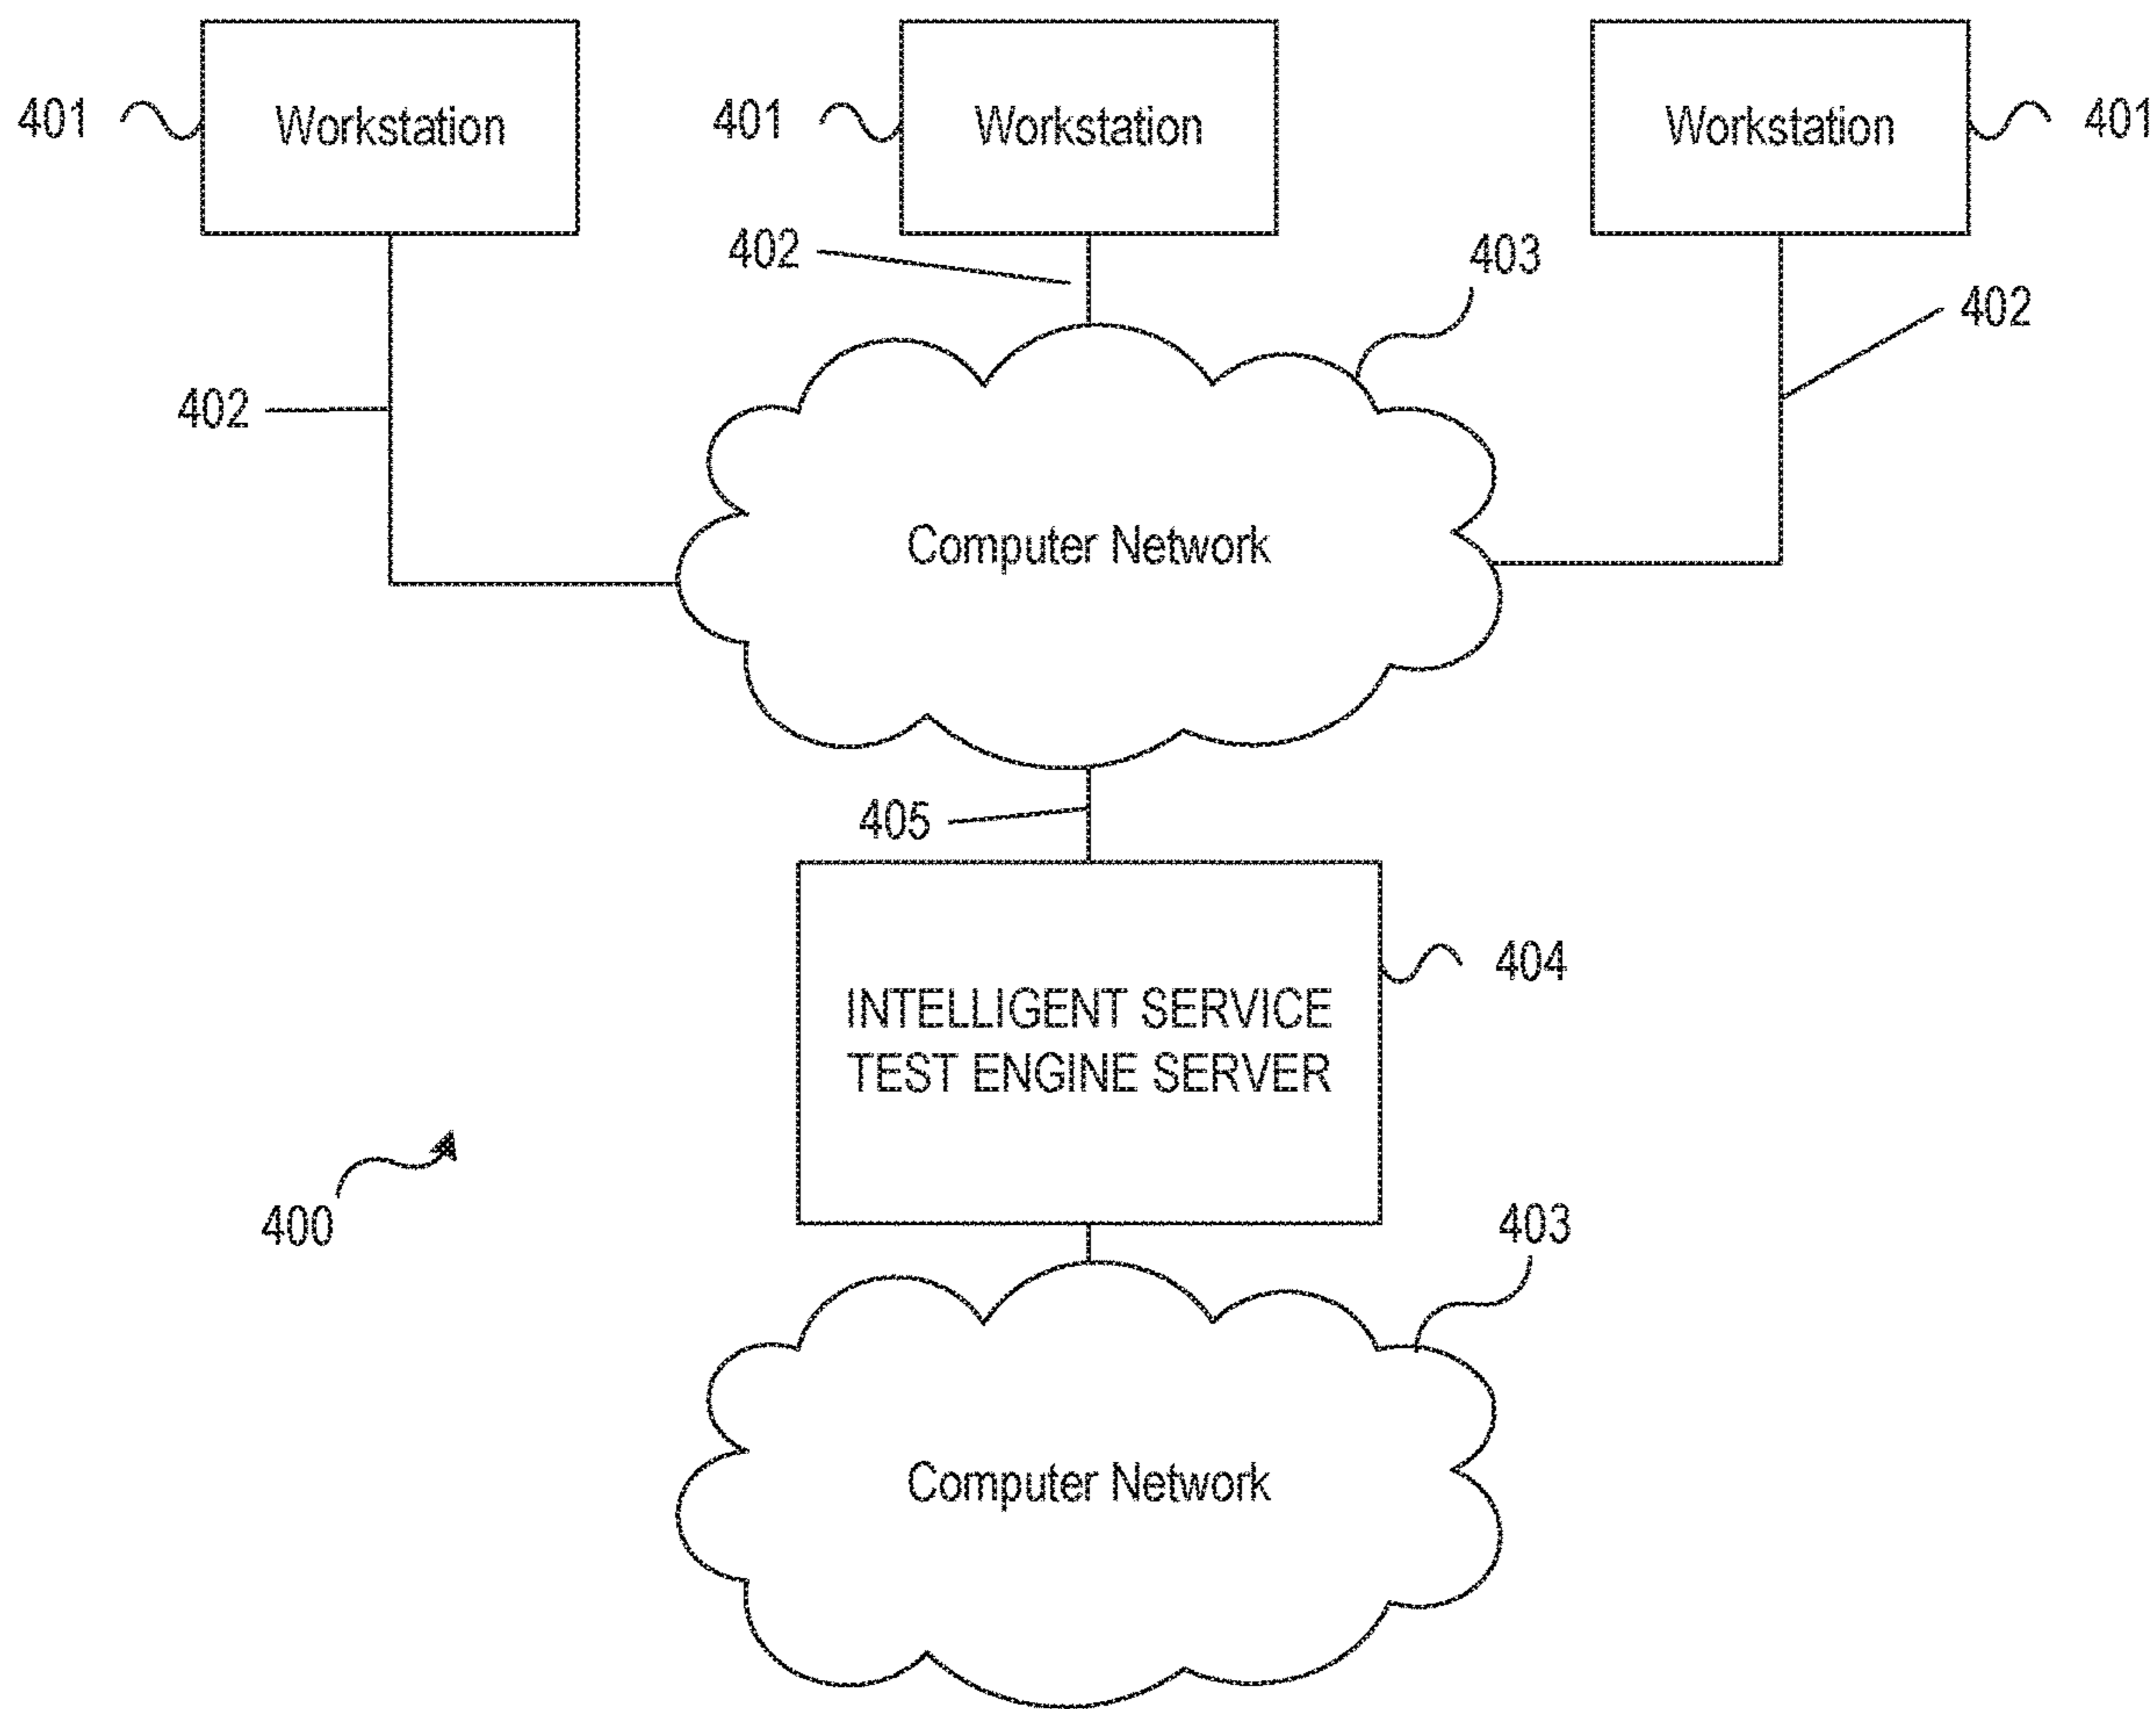 401
Workstation
401
Workstation
Workstation
401
402
403
402
402
Computer Network
405
404
INTELLIGENT SERVICE
TEST ENGINE SERVER
400
403
Computer Network